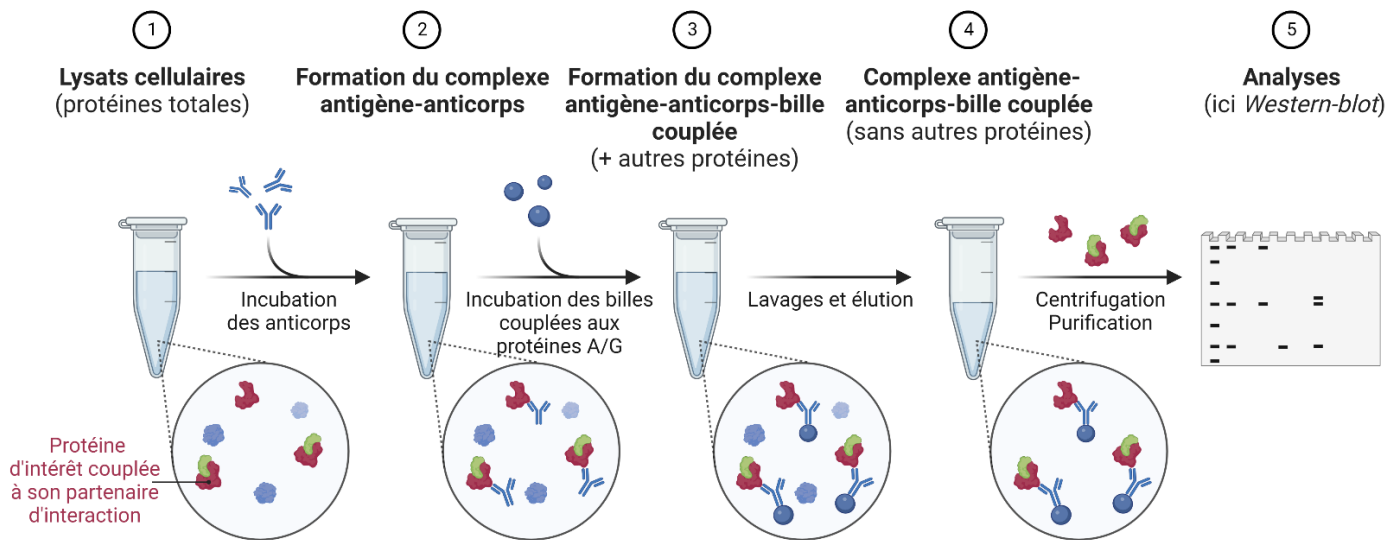 1
Lysats cellulaires
(protéines totales)
2
Formation du complexe
antigène-anticorps
3
Formation du complexe
antigène-anticorps-bille
couplée
(+ autres protéines)
4
Complexe antigène-
anticorps-bille couplée
(sans autres protéines)
5
Analyses
(ici Western-blot)
Incubation
des anticorps
Incubation des billes
couplées aux
protéines A/G
Lavages et élution
Centrifugation
Purification
Protéine
d'intérêt couplée
à son partenaire
d'interaction